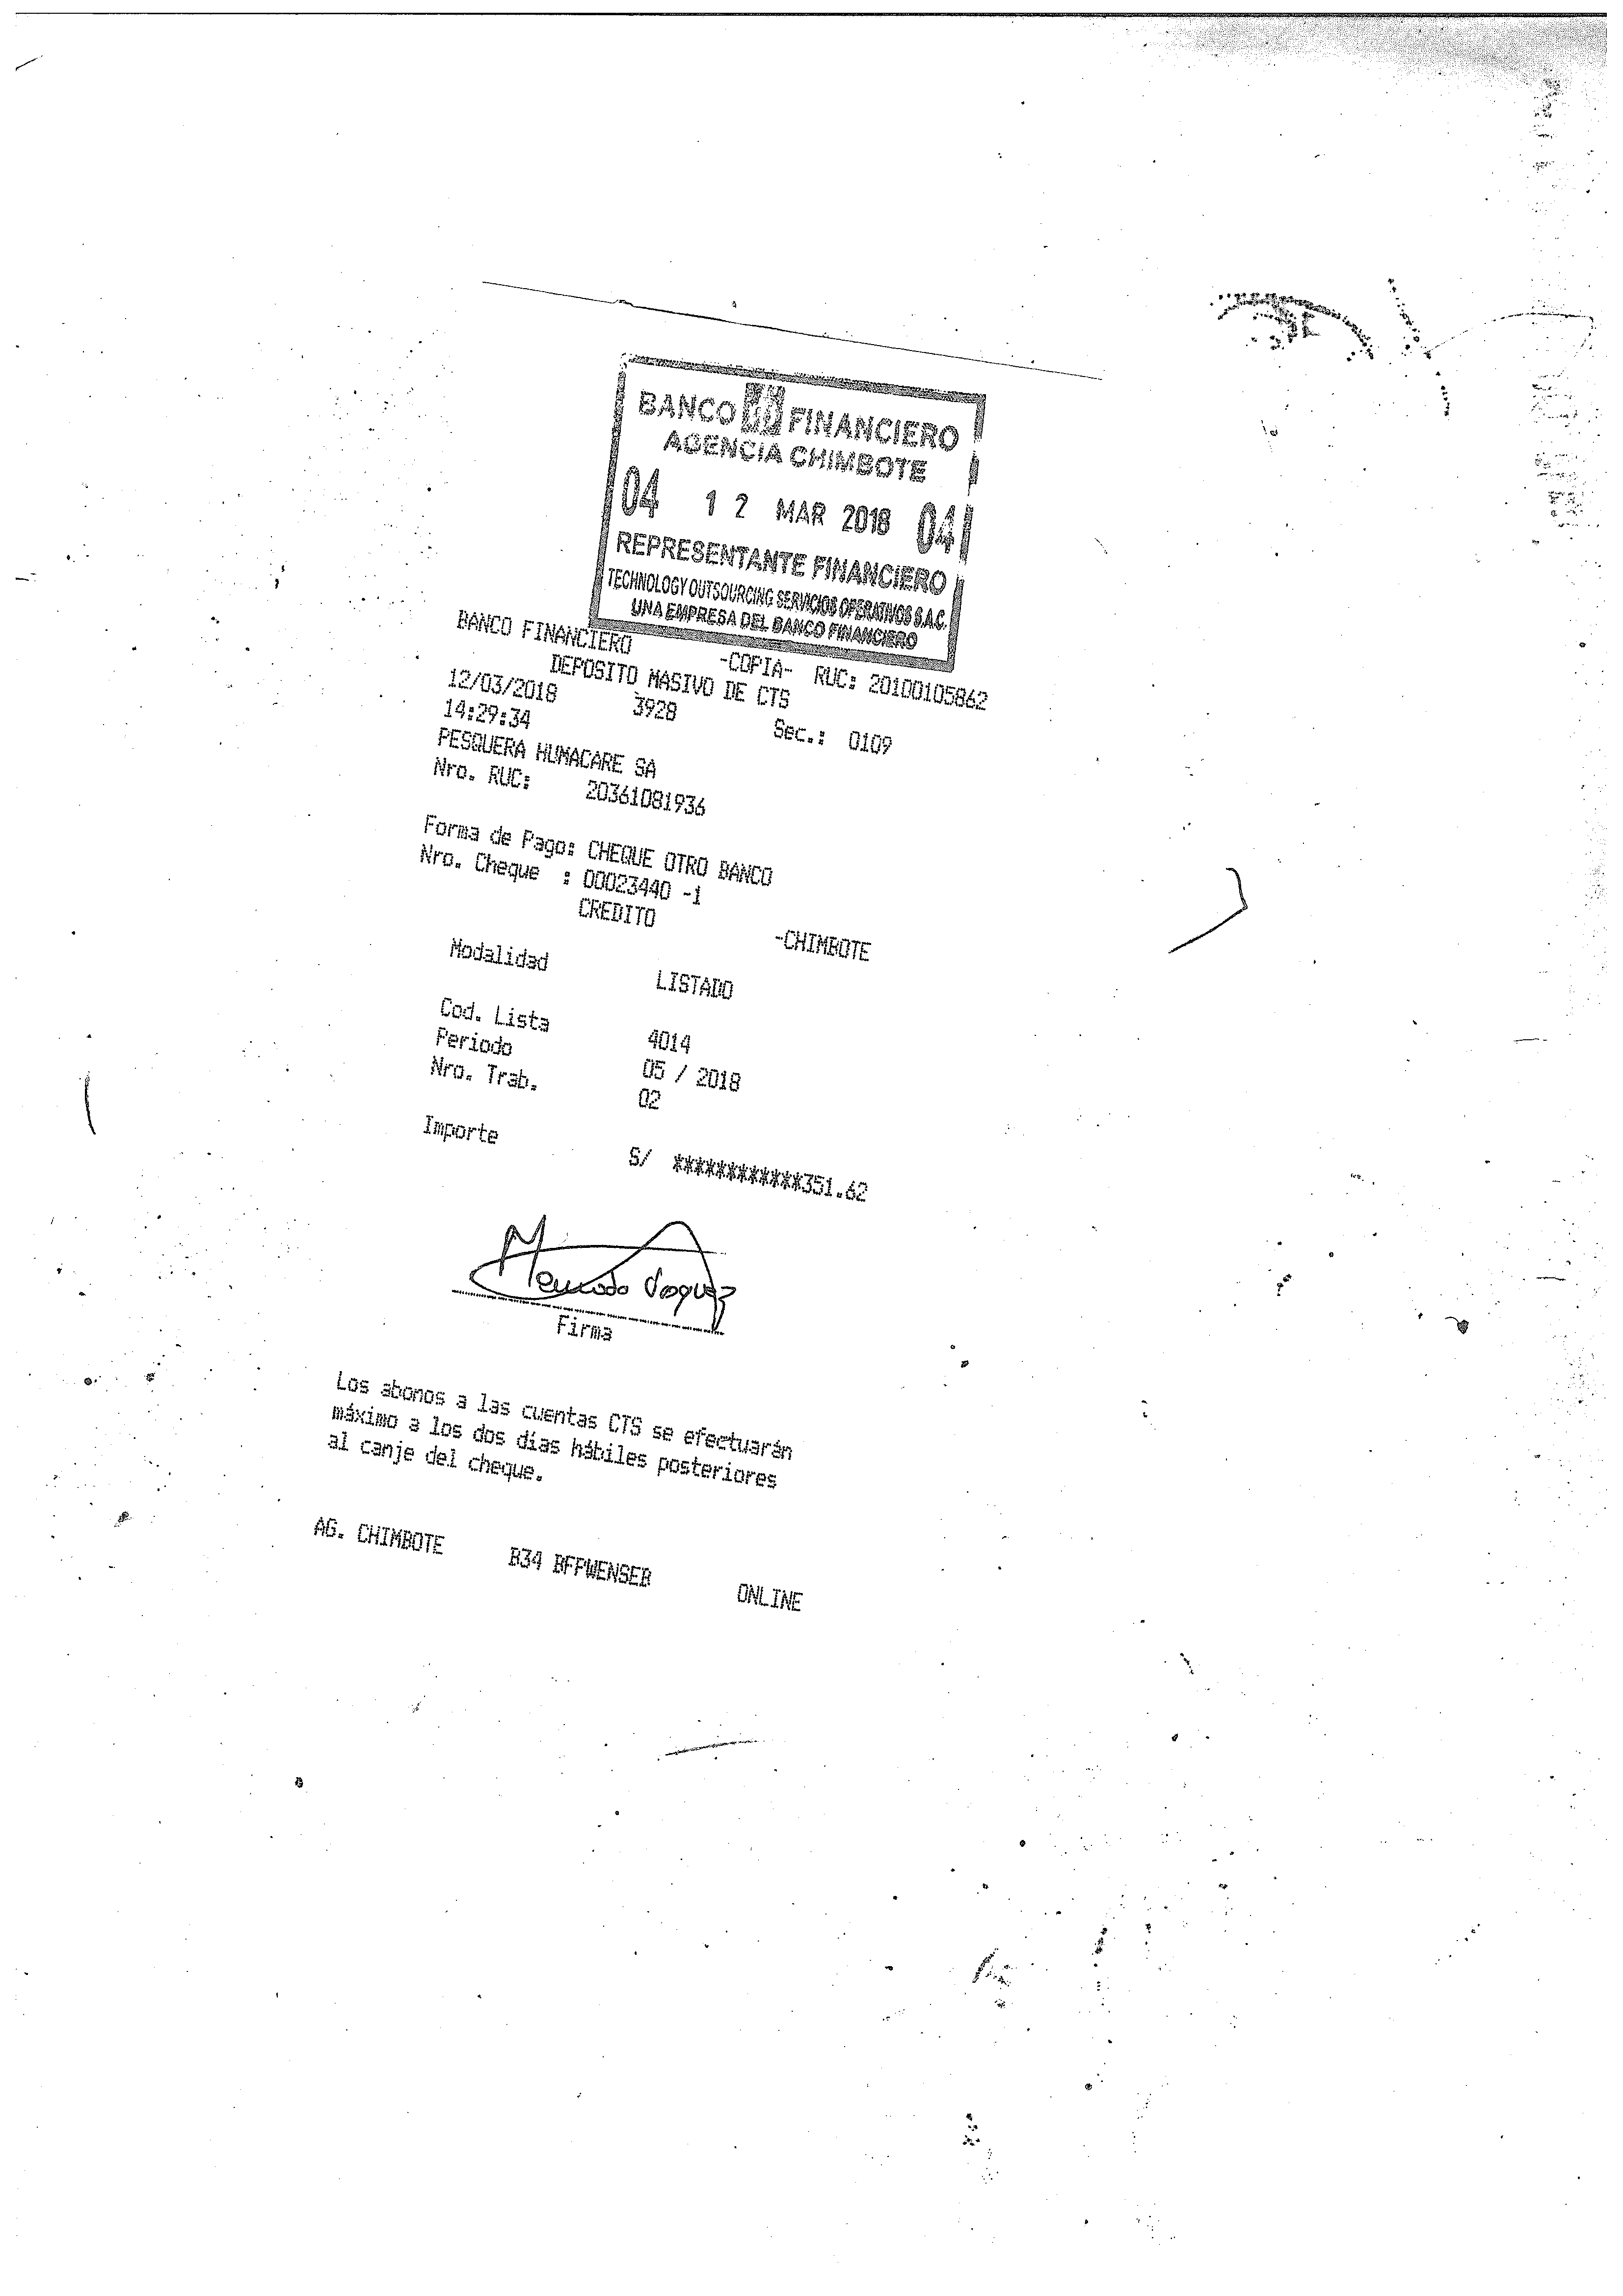 BANCO FINANCIERO
AGENCIA CHIMBOTE
04 12 MAR 2018 04
REPRESENTANTE FINANCIERO
TECHNOLOGY OUTSOURCING SERVICIOS OPERATIVOS S.A.C.
UNA EMPRESA DEL BANCO FINANCIERO
BANCO FINANCIERO -COPIA- RUC: 20100105862
DEPOSITO MASIVO DE CTS
12/03/2018 3928 Sec.: 0109
14:29:34
PESQUERA HUMACARE SA
Nro. RUC: 20361081936
Forma de Pago: CHEQUE OTRO BANCO
Nro. Cheque : 00023440 -1
CREDITO -CHIMBOTE
Modalidad LISTADO
Cod. Lista 4014
Periodo 05 / 2018
Nro. Trab. 02
Importe S/ ************351.62
Firma
Los abonos a las cuentas CTS se efectuarán
máximo a los dos días hábiles posteriores
al canje del cheque.
AG. CHIMBOTE B34 BFPWENSEB ONLINE